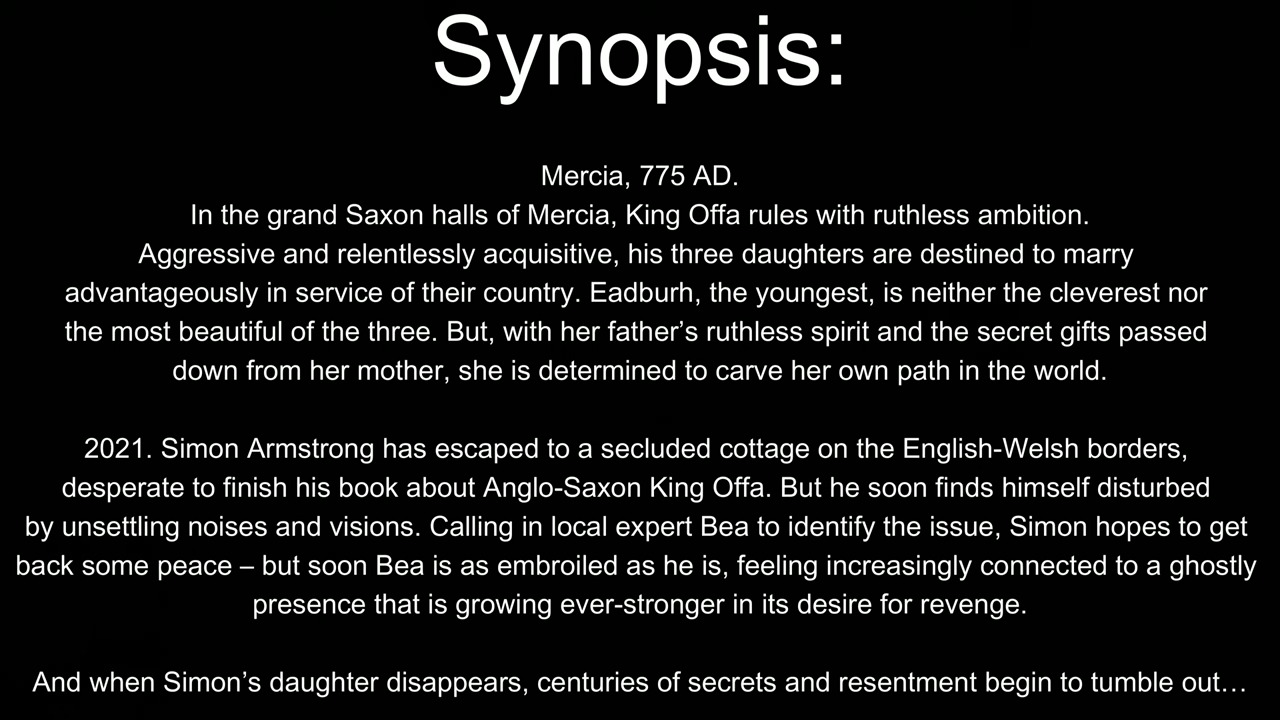 Synopsis:
Mercia, 775 AD.
In the grand Saxon halls of Mercia, King Offa rules with ruthless ambition.
Aggressive and relentlessly acquisitive, his three daughters are destined to marry
advantageously in service of their country. Eadburh, the youngest, is neither the cleverest nor
the most beautiful of the three. But, with her father’s ruthless spirit and the secret gifts passed
down from her mother, she is determined to carve her own path in the world.
2021. Simon Armstrong has escaped to a secluded cottage on the English-Welsh borders,
desperate to finish his book about Anglo-Saxon King Offa. But he soon finds himself disturbed
by unsettling noises and visions. Calling in local expert Bea to identify the issue, Simon hopes to get
back some peace – but soon Bea is as embroiled as he is, feeling increasingly connected to a ghostly
presence that is growing ever-stronger in its desire for revenge.
And when Simon’s daughter disappears, centuries of secrets and resentment begin to tumble out…